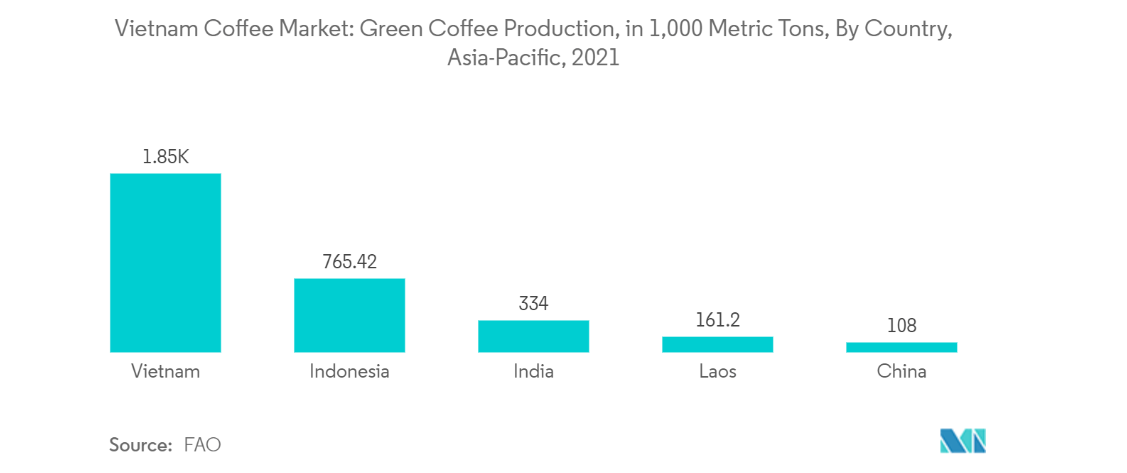 Vietnam Coffee Market: Green Coffee Production, in 1,000 Metric Tons, By Country,
Asia-Pacific, 2021
1.85K
765.42
334
161.2
108
Vietnam
Indonesia
India
Laos
China
Source: FAO